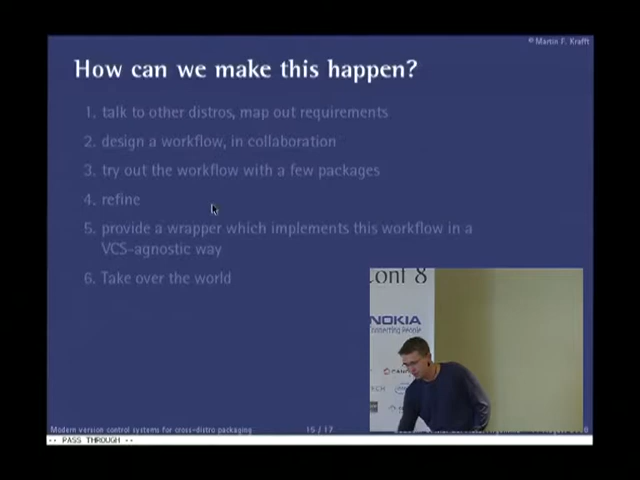 © Martin F. Krafft
How can we make this happen?
1. talk to other distros, map out requirements
2. design a workflow, in collaboration
3. try out the workflow with a few packages
4. refine
5. provide a wrapper which implements this workflow in a
VCS-agnostic way
6. Take over the world
conf 8
NOKIA
Connecting People
Modern version control systems for cross-distro packaging
15 / 17
-- PASS THROUGH --